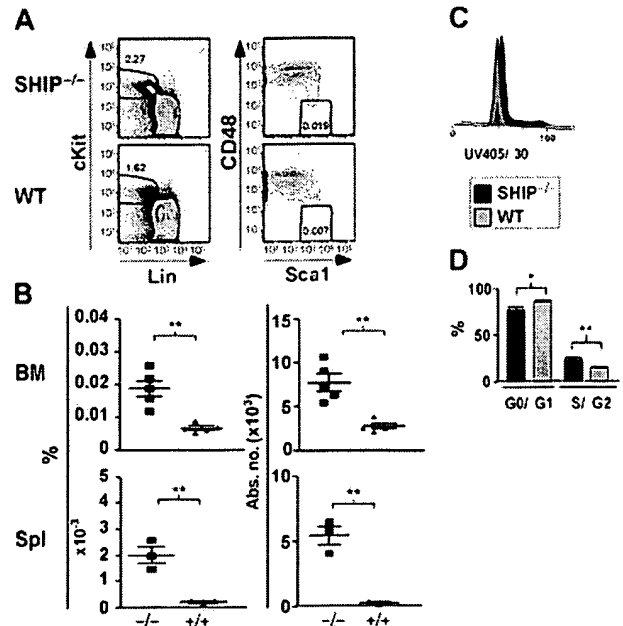 A
C
SHIP⁻/⁻
2.27
0.019
cKit
CD48
WT
1.62
0.007
Lin
Sca1
0
100
UV405/ 30
SHIP⁻/⁻
WT
B
D
BM
0.04
0.03
0.02
0.01
0
**
15
10
5
0
**
%
100
50
0
*
**
G0/ G1
S/ G2
%
Abs. no. (x10³)
Spl
x10⁻³
5
4
3
2
1
0
**
10
5
0
**
−/−
+/+
−/−
+/+